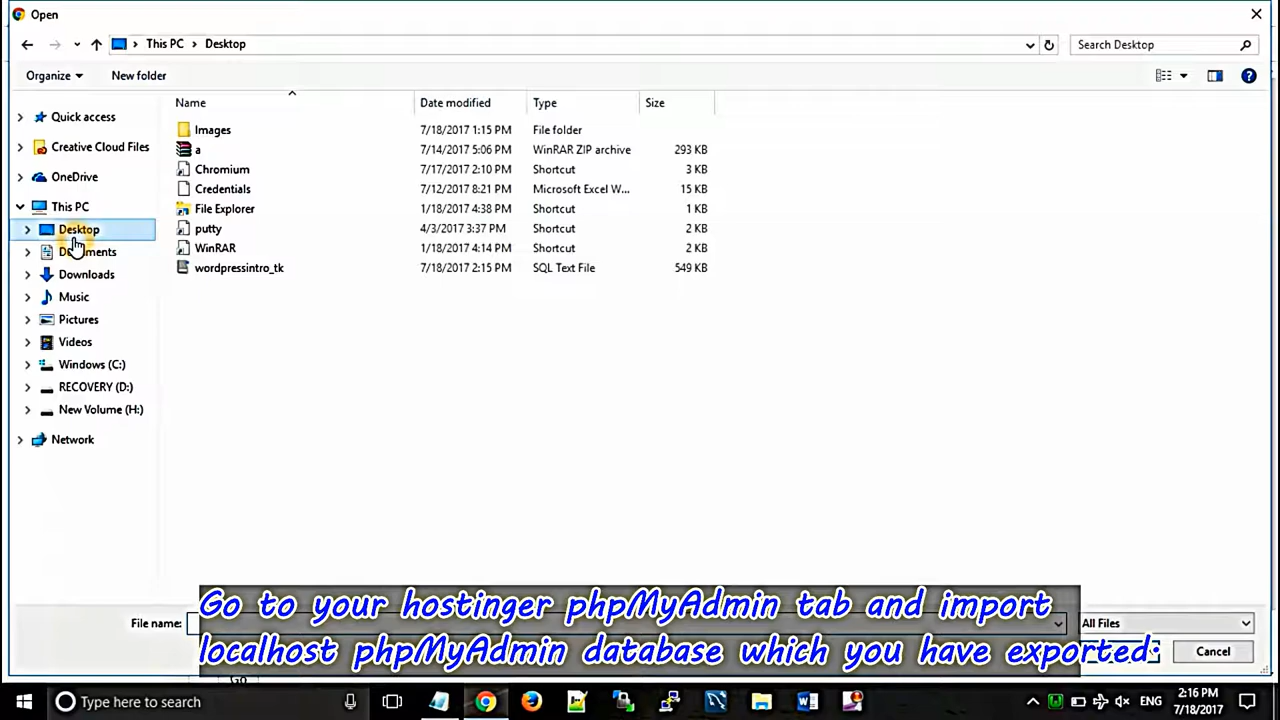 Open
This PC
Desktop
Search Desktop
Organize
New folder
Name
Date modified
Type
Size
Quick access
Creative Cloud Files
OneDrive
This PC
Desktop
Downloads
Music
Pictures
Videos
Windows (C:)
RECOVERY (D:)
New Volume (H:)
Network
Images 7/18/2017 1:15 PM File folder
a 7/14/2017 5:06 PM WinRAR ZIP archive 293 KB
Chromium 7/17/2017 2:10 PM Shortcut 3 KB
Credentials 7/12/2017 8:21 PM Microsoft Excel W... 15 KB
File Explorer 1/18/2017 4:38 PM Shortcut 1 KB
putty 4/3/2017 3:37 PM Shortcut 2 KB
WinRAR 1/18/2017 4:14 PM Shortcut 2 KB
wordpressintro_tk 7/18/2017 2:15 PM SQL Text File 549 KB
File name:
All Files
Cancel
Go to your hostinger phpMyAdmin tab and import
localhost phpMyAdmin database which you have exported.
Type here to search
ENG
2:16 PM
7/18/2017